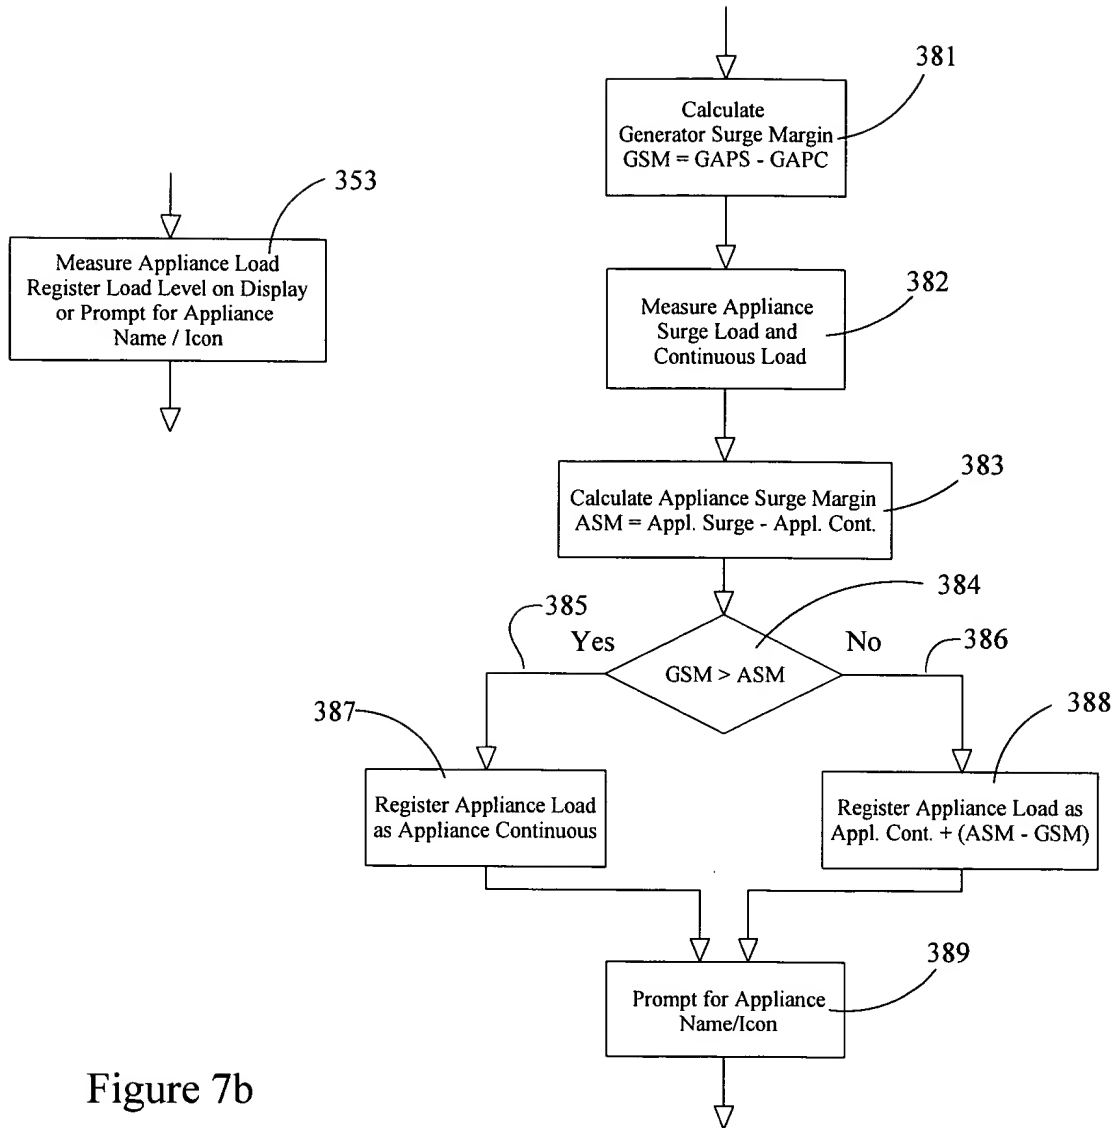 381
Calculate
Generator Surge Margin
GSM = GAPS - GAPC
353
Measure Appliance Load
Register Load Level on Display
or Prompt for Appliance
Name / Icon
382
Measure Appliance
Surge Load and
Continuous Load
383
Calculate Appliance Surge Margin
ASM = Appl. Surge - Appl. Cont.
384
385
Yes
No
386
GSM > ASM
387
388
Register Appliance Load
as Appliance Continuous
Register Appliance Load as
Appl. Cont. + (ASM - GSM)
389
Prompt for Appliance
Name/Icon
Figure 7b